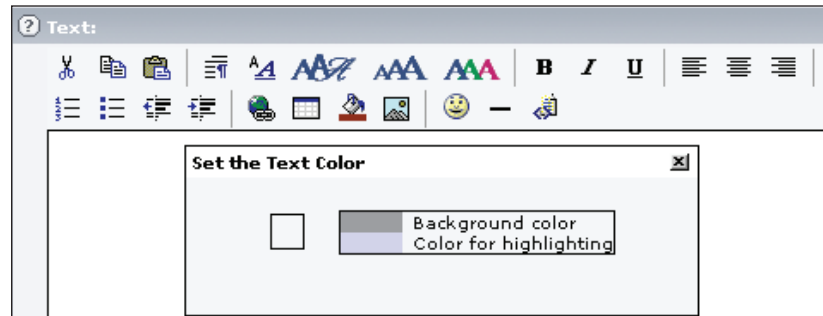 Text:
B I U
Set the Text Color
Background color
Color for highlighting